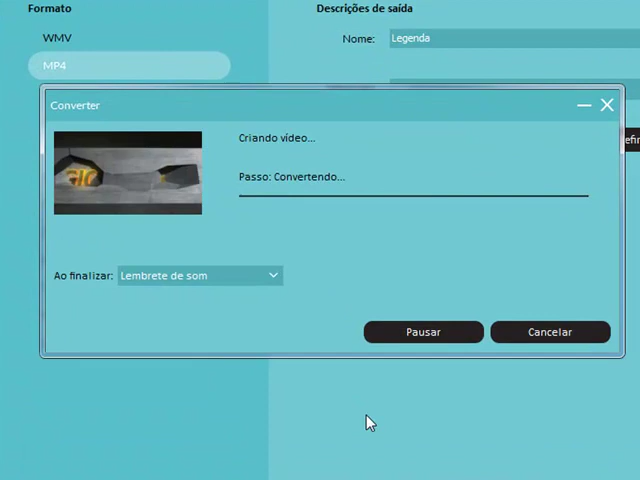 Formato
Descrições de saída
WMV
Nome: Legenda
MP4
Converter
Criando vídeo...
Passo: Convertendo...
Ao finalizar: Lembrete de som
Pausar
Cancelar